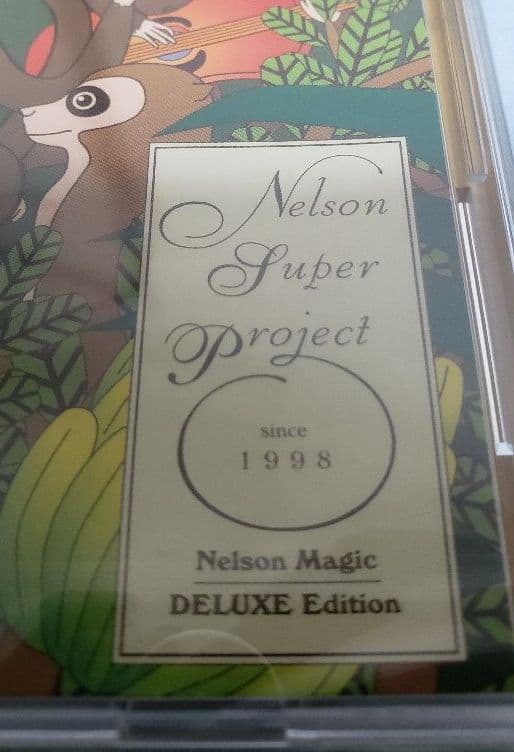 Nelson
Super
Project
since
1998
Nelson Magic
DELUXE Edition